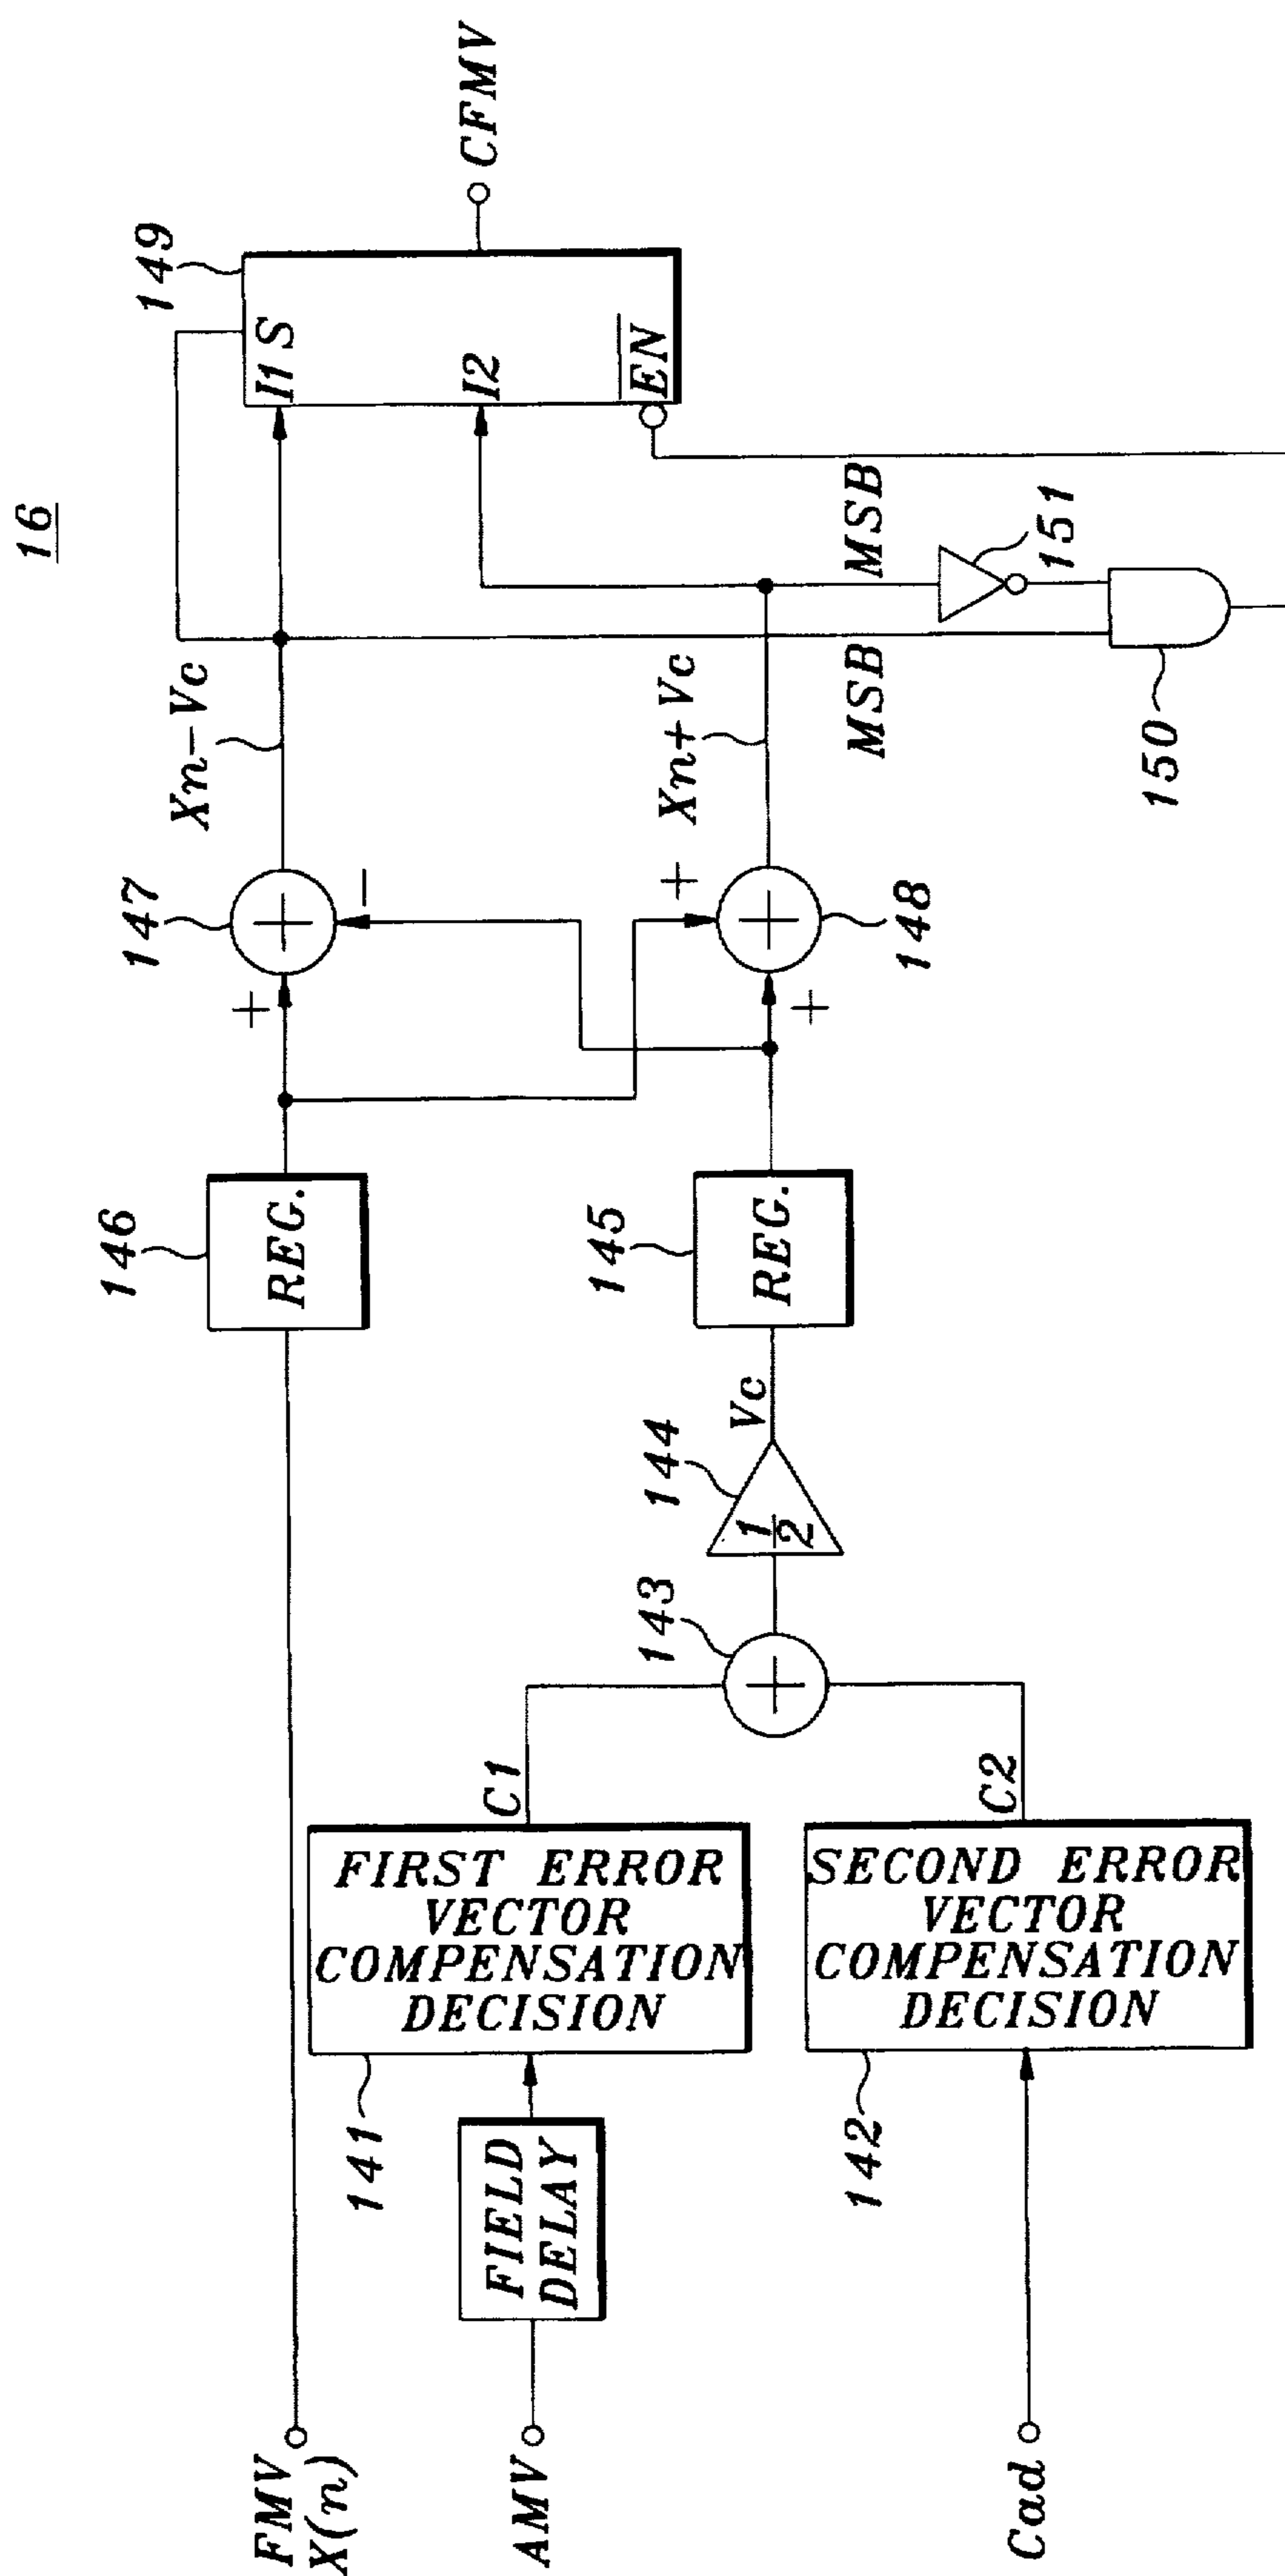 16
FMV
X(n)
146
REG.
+
147
-
Xn-Vc
149
I1 S
I2
EN
CFMV
AMV
FIELD
DELAY
141
FIRST ERROR
VECTOR
COMPENSATION
DECISION
C1
143
144
1/2
Vc
145
REG.
+
+
148
Xn+Vc
MSB
MSB
151
150
Cad
142
SECOND ERROR
VECTOR
COMPENSATION
DECISION
C2